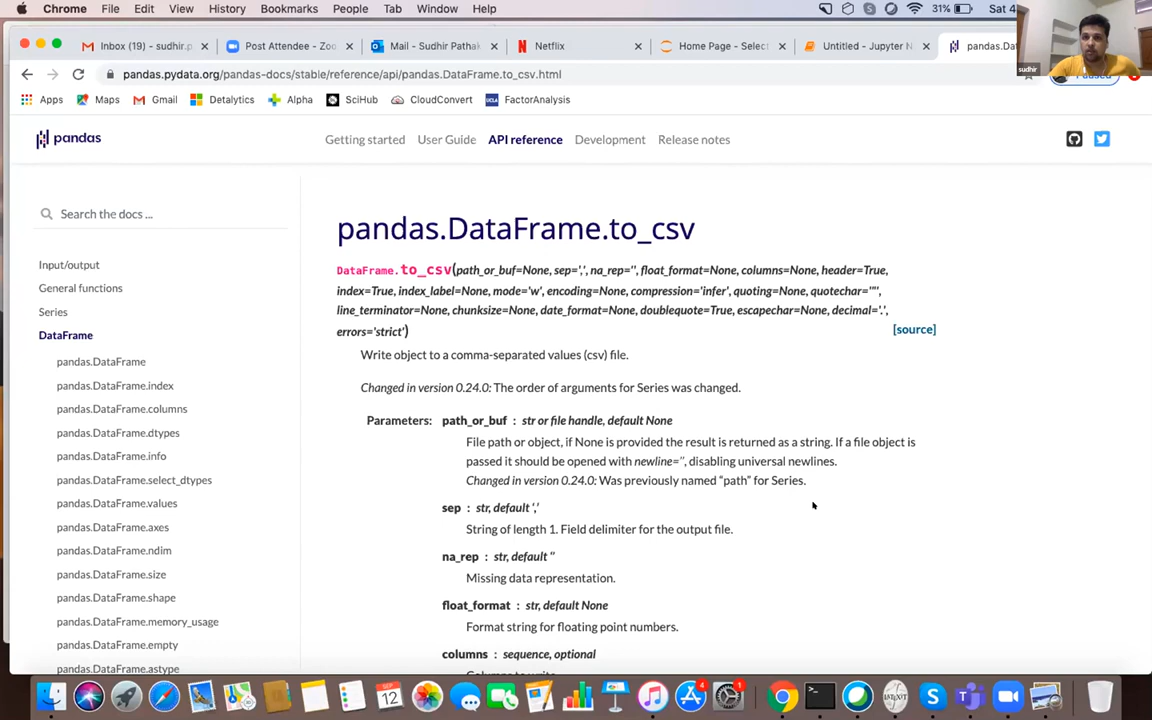 Chrome File Edit View History Bookmarks People Tab Window Help 31% Sat 4
Inbox (19) - sudhir.p Post Attendee - Zoo Mail - Sudhir Pathak Netflix Home Page - Select Untitled - Jupyter N pandas.Dat
pandas.pydata.org/pandas-docs/stable/reference/api/pandas.DataFrame.to_csv.html
sudhir
Paused
Apps Maps Gmail Detalytics Alpha SciHub CloudConvert UCLA FactorAnalysis
pandas
Getting started User Guide API reference Development Release notes
Search the docs ...
Input/output
General functions
Series
DataFrame
pandas.DataFrame
pandas.DataFrame.index
pandas.DataFrame.columns
pandas.DataFrame.dtypes
pandas.DataFrame.info
pandas.DataFrame.select_dtypes
pandas.DataFrame.values
pandas.DataFrame.axes
pandas.DataFrame.ndim
pandas.DataFrame.size
pandas.DataFrame.shape
pandas.DataFrame.memory_usage
pandas.DataFrame.empty
pandas.DataFrame.astype
pandas.DataFrame.to_csv
DataFrame.to_csv(path_or_buf=None, sep=',', na_rep='', float_format=None, columns=None, header=True,
index=True, index_label=None, mode='w', encoding=None, compression='infer', quoting=None, quotechar='"',
line_terminator=None, chunksize=None, date_format=None, doublequote=True, escapechar=None, decimal='.',
errors='strict')
[source]
Write object to a comma-separated values (csv) file.
Changed in version 0.24.0: The order of arguments for Series was changed.
Parameters: path_or_buf : str or file handle, default None
File path or object, if None is provided the result is returned as a string. If a file object is
passed it should be opened with newline='', disabling universal newlines.
Changed in version 0.24.0: Was previously named “path” for Series.
sep : str, default ','
String of length 1. Field delimiter for the output file.
na_rep : str, default ''
Missing data representation.
float_format : str, default None
Format string for floating point numbers.
columns : sequence, optional
Columns to write.
SEP
12
4
1